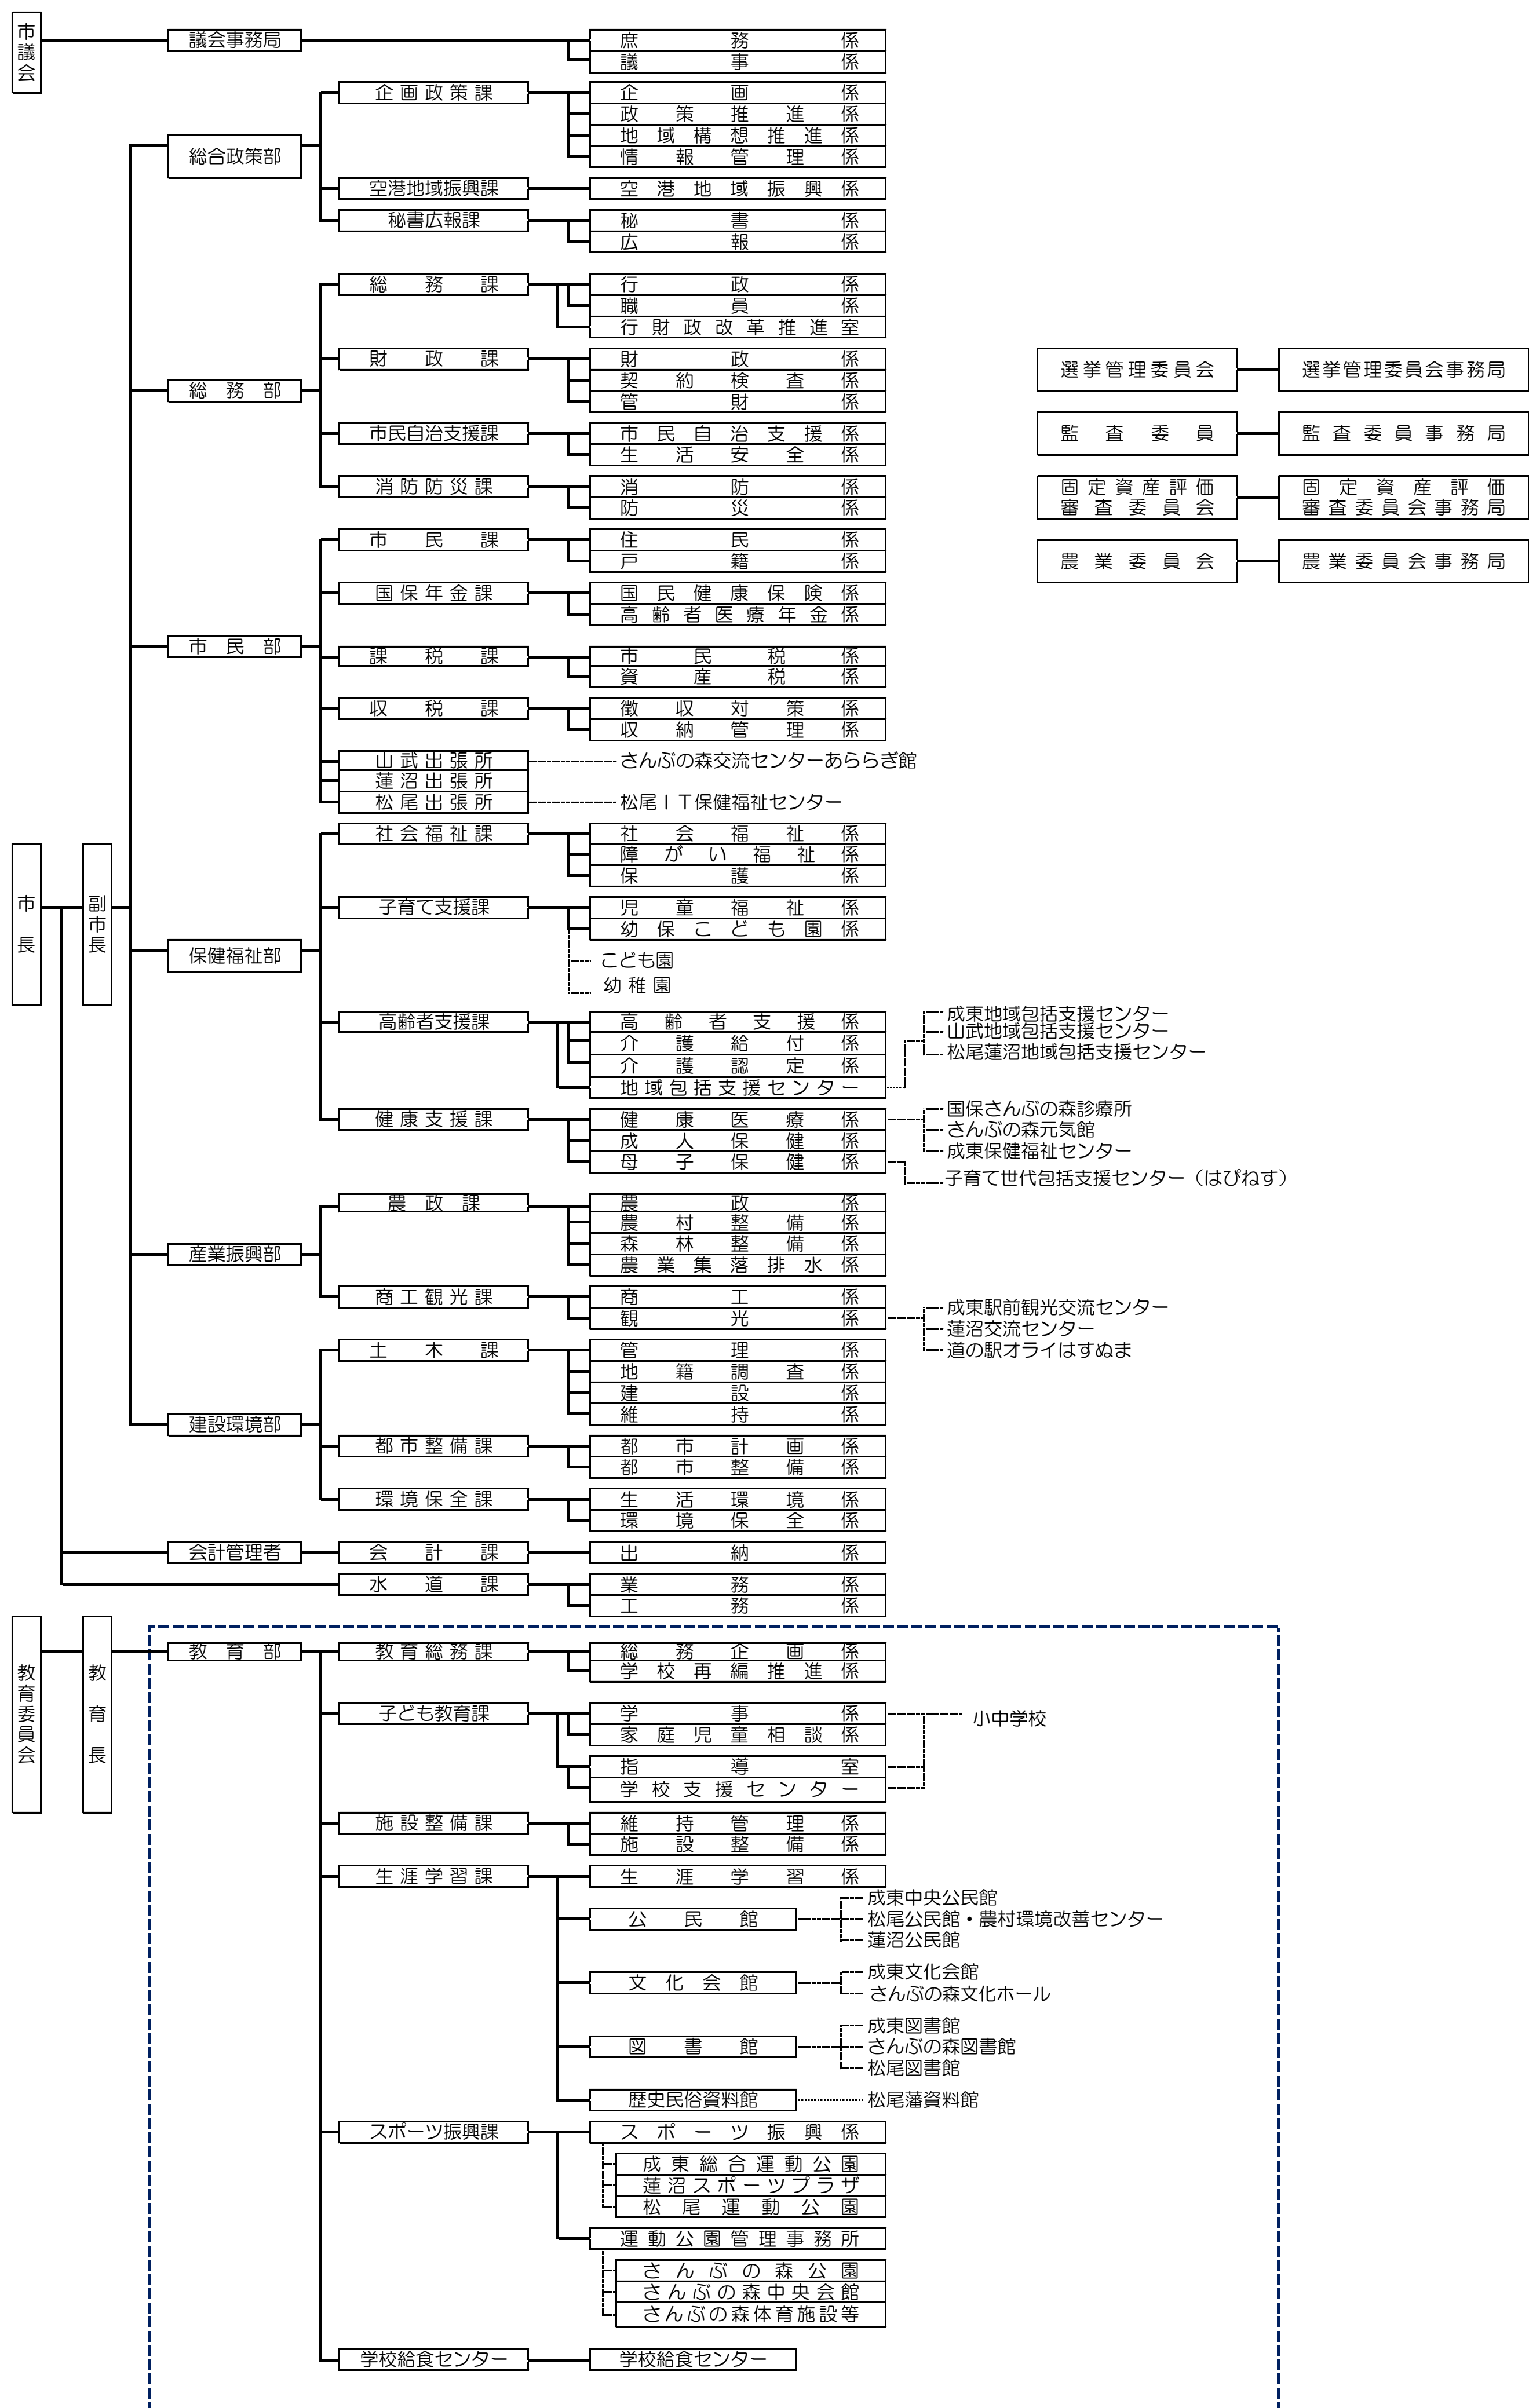 市議会
議会事務局
庶務係
議事係
企画政策課
企画係
政策推進係
地域構想推進係
情報管理係
総合政策部
空港地域振興課
空港地域振興係
秘書広報課
秘書係
広報係
総務課
行政係
職員係
行財政改革推進室
財政課
財政係
契約検査係
管財係
総務部
市民自治支援課
市民自治支援係
生活安全係
消防防災課
消防係
防災係
選挙管理委員会
選挙管理委員会事務局
監査委員
監査委員事務局
固定資産評価
審査委員会
固定資産評価
審査委員会事務局
農業委員会
農業委員会事務局
市民課
住民係
戸籍係
国保年金課
国民健康保険係
高齢者医療年金係
市民部
課税課
市民税係
資産税係
収税課
徴収対策係
収納管理係
山武出張所
さんぶの森交流センターあららぎ館
蓮沼出張所
松尾出張所
松尾IT保健福祉センター
市長
副市長
社会福祉課
社会福祉係
障がい福祉係
保護係
子育て支援課
児童福祉係
幼保こども園係
こども園
幼稚園
保健福祉部
高齢者支援課
高齢者支援係
介護給付係
介護認定係
地域包括支援センター
成東地域包括支援センター
山武地域包括支援センター
松尾蓮沼地域包括支援センター
健康支援課
健康医療係
成人保健係
母子保健係
国保さんぶの森診療所
さんぶの森元気館
成東保健福祉センター
子育て世代包括支援センター(はぴねす)
農政課
農政係
農村整備係
森林整備係
農業集落排水係
産業振興部
商工観光課
商工係
観光係
成東駅前観光交流センター
蓮沼交流センター
道の駅オライはすぬま
土木課
管理係
地籍調査係
建設係
維持係
建設環境部
都市整備課
都市計画係
都市整備係
環境保全課
生活環境係
環境保全係
会計管理者
会計課
出納係
水道課
業務係
工務係
教育委員会
教育長
教育部
教育総務課
総務企画係
学校再編推進係
子ども教育課
学事係
家庭児童相談係
指導室
学校支援センター
小中学校
施設整備課
維持管理係
施設整備係
生涯学習課
生涯学習係
公民館
成東中央公民館
松尾公民館・農村環境改善センター
蓮沼公民館
文化会館
成東文化会館
さんぶの森文化ホール
図書館
成東図書館
さんぶの森図書館
松尾図書館
歴史民俗資料館
松尾藩資料館
スポーツ振興課
スポーツ振興係
成東総合運動公園
蓮沼スポーツプラザ
松尾運動公園
運動公園管理事務所
さんぶの森公園
さんぶの森中央会館
さんぶの森体育施設等
学校給食センター
学校給食センター